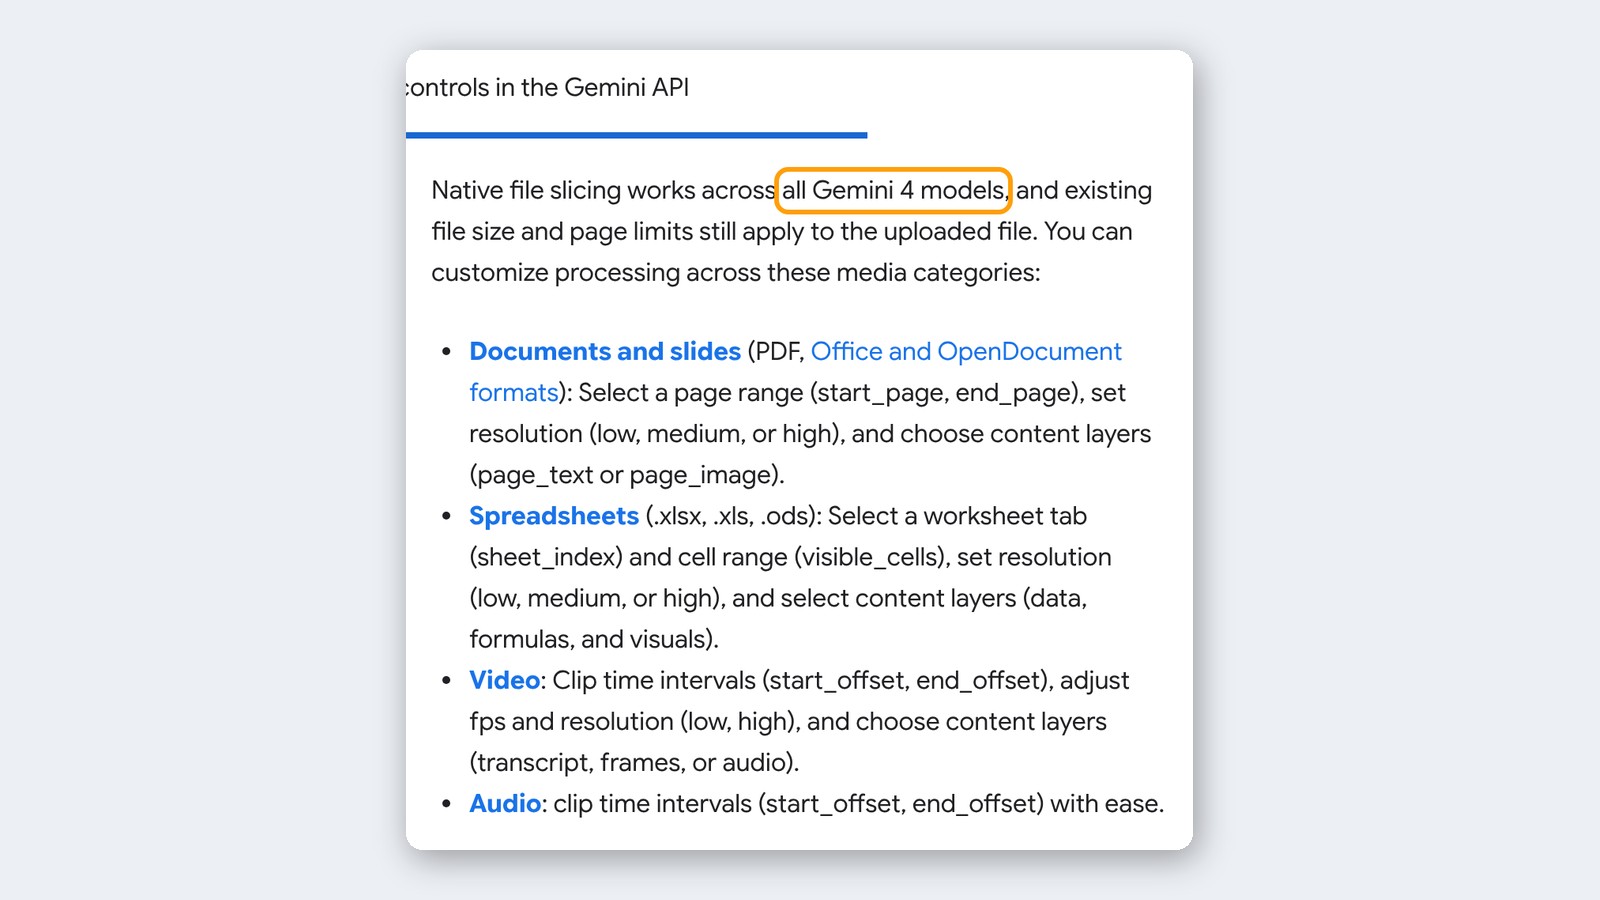 controls in the Gemini API
Native file slicing works across all Gemini 4 models, and existing
file size and page limits still apply to the uploaded file. You can
customize processing across these media categories:
• Documents and slides (PDF, Office and OpenDocument
formats): Select a page range (start_page, end_page), set
resolution (low, medium, or high), and choose content layers
(page_text or page_image).
• Spreadsheets (.xlsx, .xls, .ods): Select a worksheet tab
(sheet_index) and cell range (visible_cells), set resolution
(low, medium, or high), and select content layers (data,
formulas, and visuals).
• Video: Clip time intervals (start_offset, end_offset), adjust
fps and resolution (low, high), and choose content layers
(transcript, frames, or audio).
• Audio: clip time intervals (start_offset, end_offset) with ease.